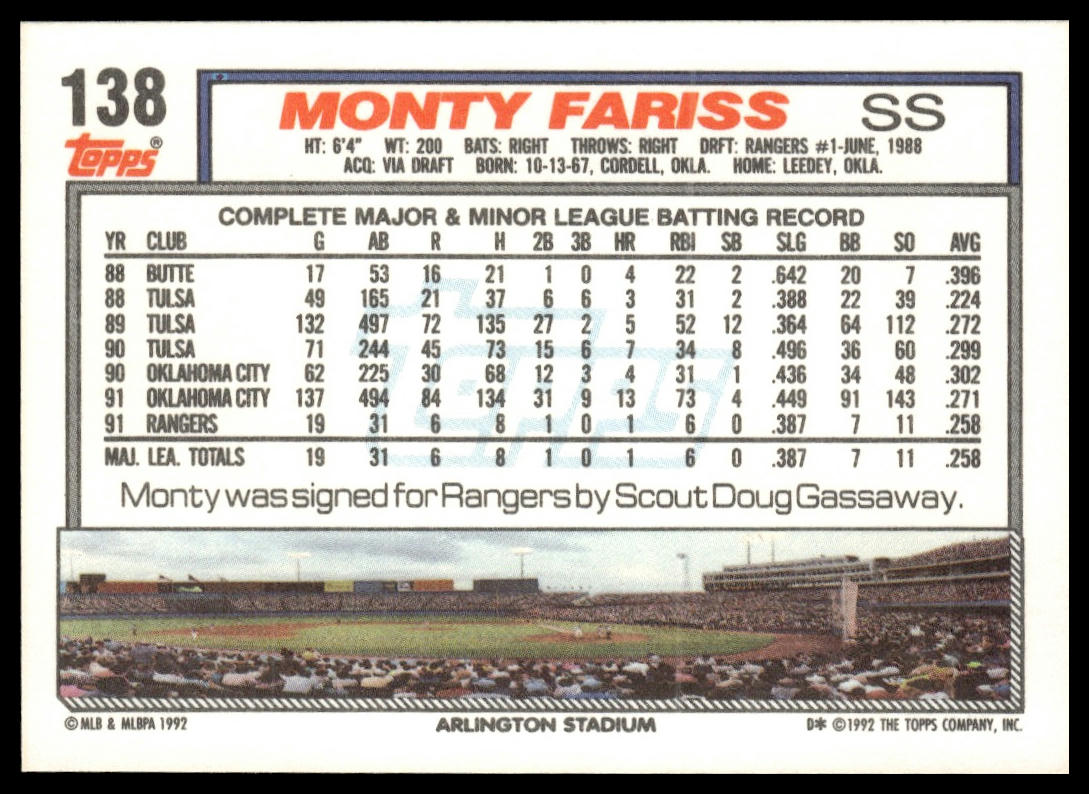 138
topps®
MONTY FARISS SS
HT: 6'4" WT: 200 BATS: RIGHT THROWS: RIGHT DRFT: RANGERS #1-JUNE, 1988
ACQ: VIA DRAFT BORN: 10-13-67, CORDELL, OKLA. HOME: LEEDEY, OKLA.
COMPLETE MAJOR & MINOR LEAGUE BATTING RECORD
YR CLUB G AB R H 2B 3B HR RBI SB SLG BB SO AVG
88 BUTTE 17 53 16 21 1 0 4 22 2 .642 20 7 .396
88 TULSA 49 165 21 37 6 6 3 31 2 .388 22 39 .224
89 TULSA 132 497 72 135 27 2 5 52 12 .364 64 112 .272
90 TULSA 71 244 45 73 15 6 7 34 8 .496 36 60 .299
90 OKLAHOMA CITY 62 225 30 68 12 3 4 31 1 .436 34 48 .302
91 OKLAHOMA CITY 137 494 84 134 31 9 13 73 4 .449 91 143 .271
91 RANGERS 19 31 6 8 1 0 1 6 0 .387 7 11 .258
MAJ. LEA. TOTALS 19 31 6 8 1 0 1 6 0 .387 7 11 .258
topps
Monty was signed for Rangers by Scout Doug Gassaway.
© MLB & MLBPA 1992 ARLINGTON STADIUM D* © 1992 THE TOPPS COMPANY, INC.